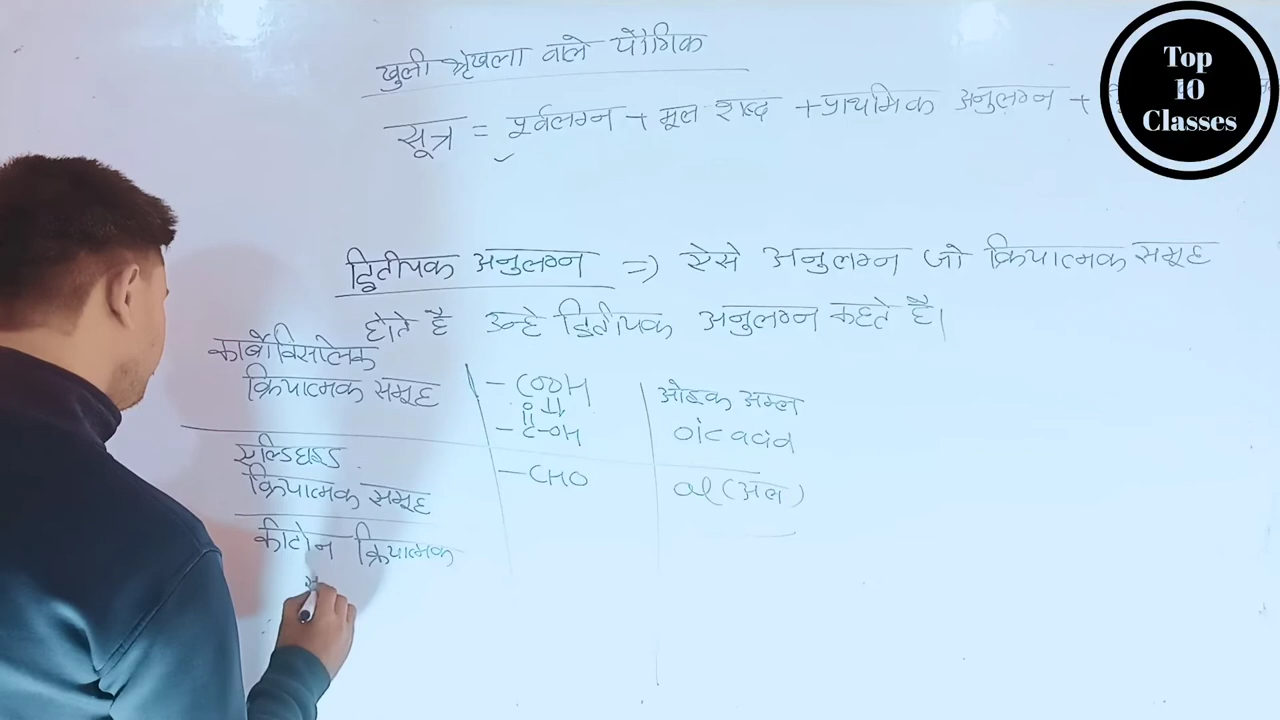 खुली श्रृंखला वाले यौगिक
सूत्र = पूर्वलग्न + मूल शब्द + प्राथमिक अनुलग्न +
Top
10
Classes
द्वितीयक अनुलग्न => ऐसे अनुलग्न जो क्रियात्मक समूह
होते है उन्हे द्वितीयक अनुलग्न कहते है।
क्रियात्मक समूह
-COOH
O
||
-C-OH
ओइक अम्ल
oic acid
एल्डिहाइड
क्रियात्मक समूह
-CHO
al (अल)
कीटोन क्रियात्मक